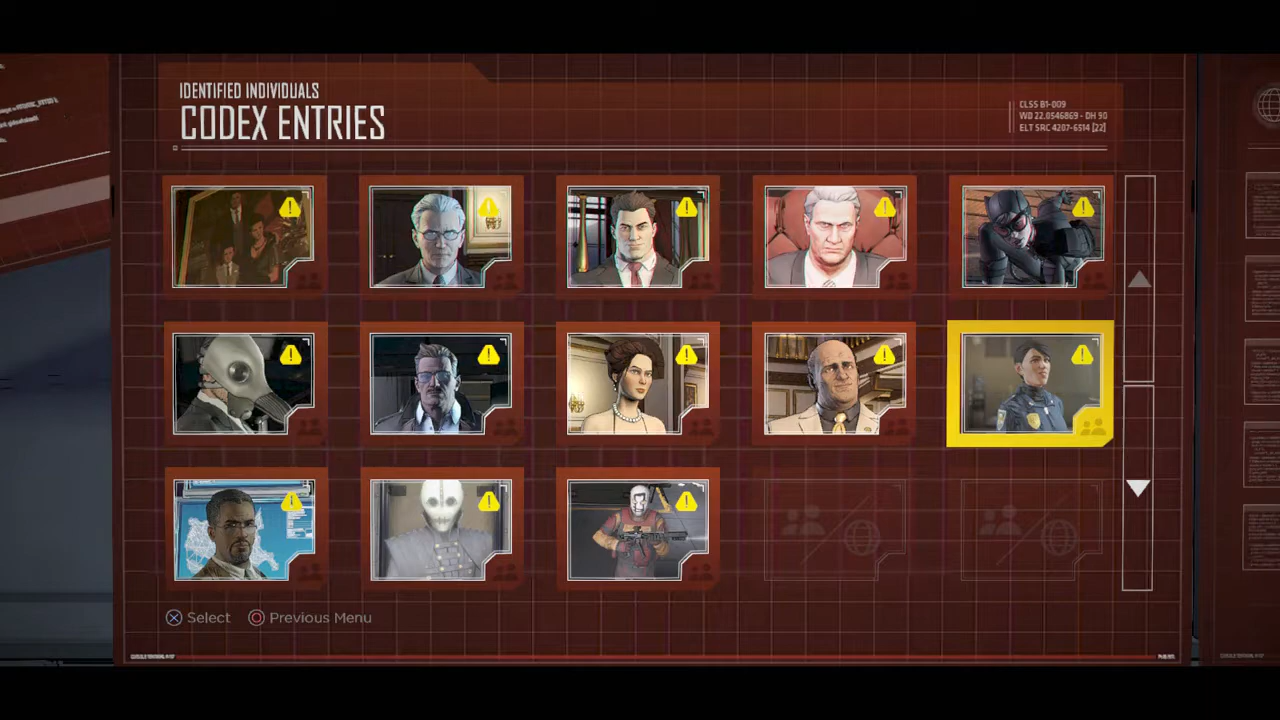 IDENTIFIED INDIVIDUALS
CODEX ENTRIES
CLSS B1-009
WD 22.0546869 - DH 90
ELT SRC 4207-6514 [22]
Select
Previous Menu